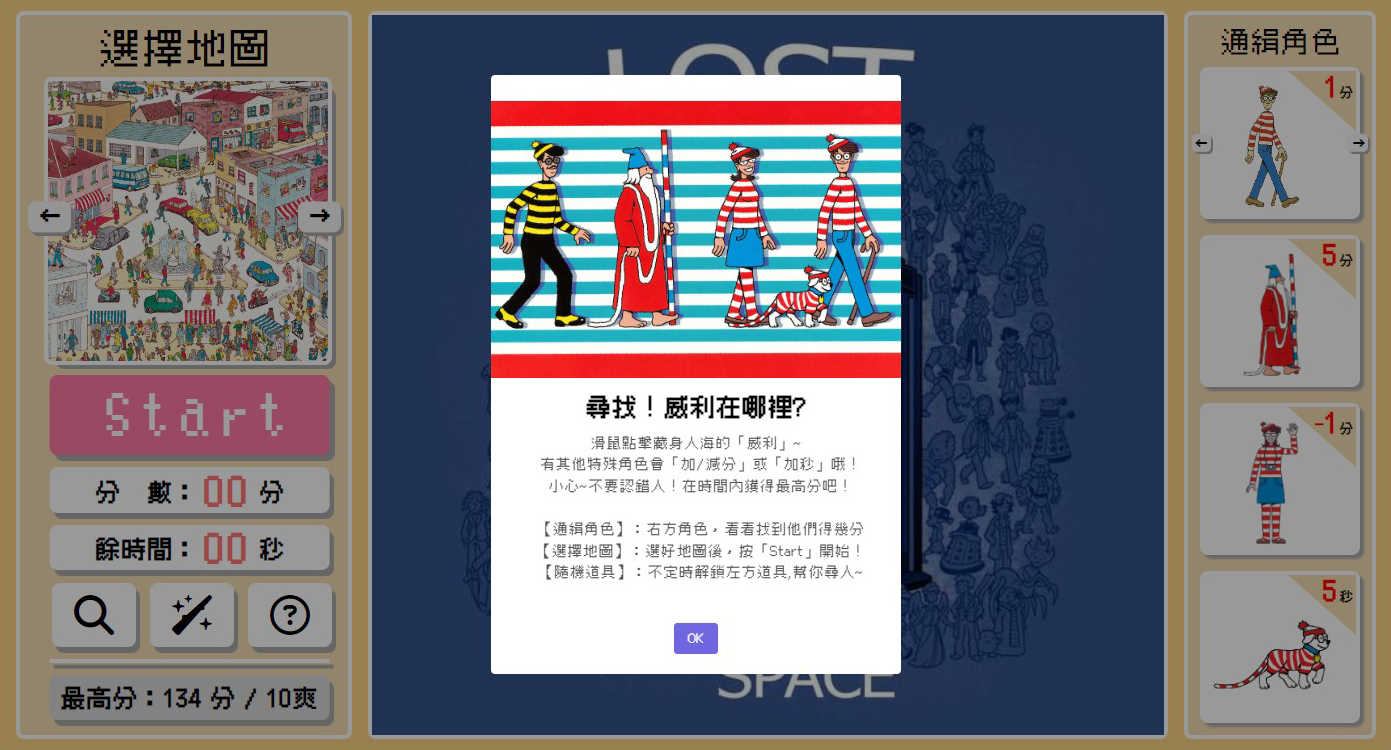 選擇地圖
Start
分 數：00 分
餘時間：00 秒
最高分：134 分 / 10爽
LOST
SPACE
尋找！威利在哪裡?
滑鼠點擊藏身人海的「威利」~
有其他特殊角色會「加/減分」或「加秒」哦！
小心~不要認錯人！在時間內獲得最高分吧！
【通緝角色】：右方角色，看看找到他們得幾分
【選擇地圖】：選好地圖後，按「Start」開始！
【隨機道具】：不定時解鎖左方道具,幫你尋人~
OK
通緝角色
1分
5分
-1分
5秒